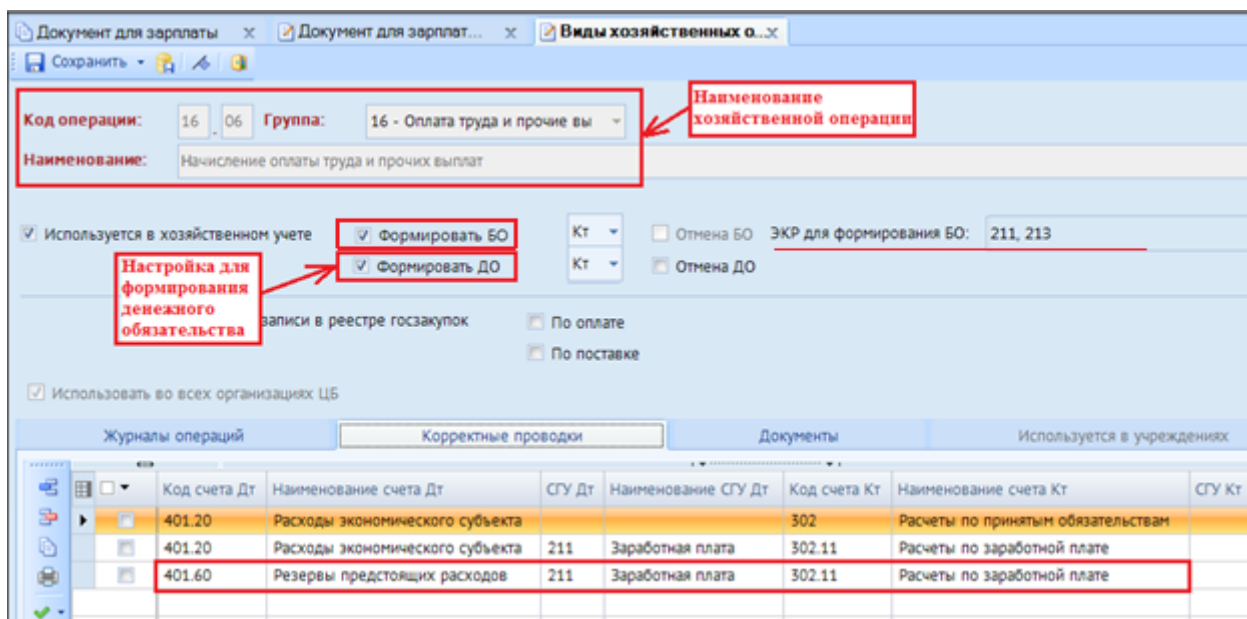 Документ для зарплаты x Документ для зарплат... x Виды хозяйственных о...x
Сохранить
Код операции: 16 . 06 Группа: 16 - Оплата труда и прочие вы
Наименование хозяйственной операции
Наименование: Начисление оплаты труда и прочих выплат
Используется в хозяйственном учете Формировать БО Кт Отмена БО ЭКР для формирования БО: 211, 213
Формировать ДО Кт Отмена ДО
Настройка для
формирования
денежного
обязательства
записи в реестре госзакупок По оплате
По поставке
Использовать во всех организациях ЦБ
Журналы операций Корректные проводки Документы Используется в учреждениях
Код счета Дт Наименование счета Дт СГУ Дт Наименование СГУ Дт Код счета Кт Наименование счета Кт СГУ Кт
401.20 Расходы экономического субъекта 302 Расчеты по принятым обязательствам
401.20 Расходы экономического субъекта 211 Заработная плата 302.11 Расчеты по заработной плате
401.60 Резервы предстоящих расходов 211 Заработная плата 302.11 Расчеты по заработной плате